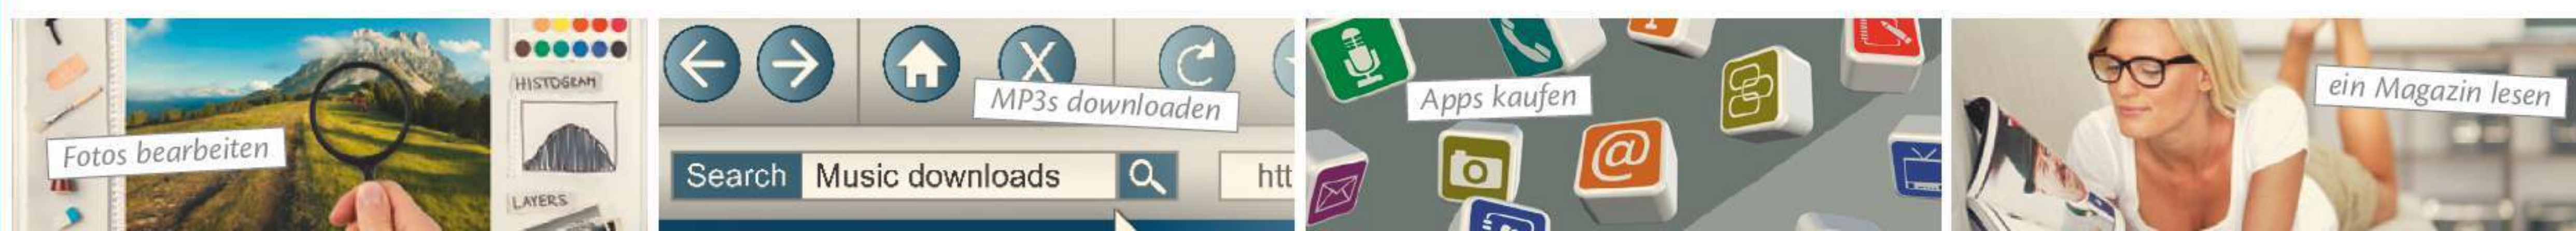 HISTOGRAM
Fotos bearbeiten
LAYERS
X
MP3s downloaden
Search Music downloads
htt
Apps kaufen
@
ein Magazin lesen